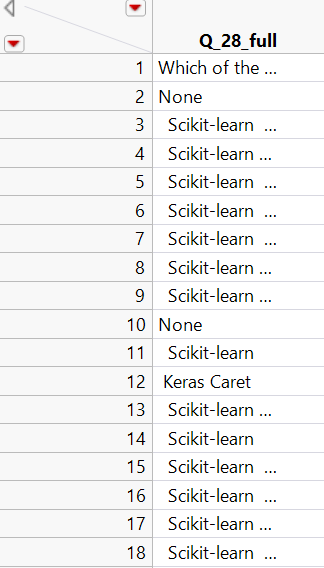 Q_28_full
1 Which of the ...
2 None
3 Scikit-learn ...
4 Scikit-learn ...
5 Scikit-learn ...
6 Scikit-learn ...
7 Scikit-learn ...
8 Scikit-learn ...
9 Scikit-learn ...
10 None
11 Scikit-learn
12 Keras Caret
13 Scikit-learn ...
14 Scikit-learn
15 Scikit-learn ...
16 Scikit-learn ...
17 Scikit-learn ...
18 Scikit-learn ...